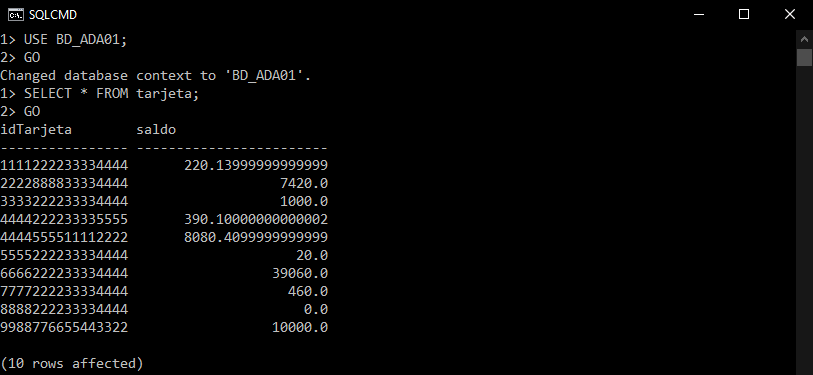 SQLCMD
1> USE BD_ADA01;
2> GO
Changed database context to 'BD_ADA01'.
1> SELECT * FROM tarjeta;
2> GO
idTarjeta        saldo
---------------- ------------------------
1111222233334444       220.13999999999999
2222888833334444                   7420.0
3333222233334444                   1000.0
4444222233335555       390.10000000000002
4444555511112222       8080.4099999999999
5555222233334444                     20.0
6666222233334444                  39060.0
7777222233334444                    460.0
8888222233334444                      0.0
9988776655443322                  10000.0
(10 rows affected)